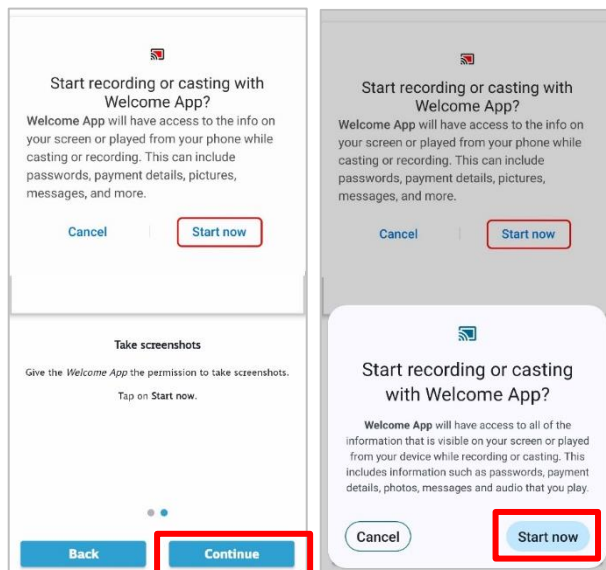 Start recording or casting with
Welcome App?
Welcome App will have access to the info on
your screen or played from your phone while
casting or recording. This can include
passwords, payment details, pictures,
messages, and more.
Cancel
Start now
Take screenshots
Give the Welcome App the permission to take screenshots.
Tap on Start now.
Back
Continue
Start recording or casting with
Welcome App?
Welcome App will have access to the info on
your screen or played from your phone while
casting or recording. This can include
passwords, payment details, pictures,
messages, and more.
Cancel
Start now
Start recording or casting
with Welcome App?
Welcome App will have access to all of the
information that is visible on your screen or played
from your device while recording or casting. This
includes information such as passwords, payment
details, photos, messages and audio that you play.
Cancel
Start now